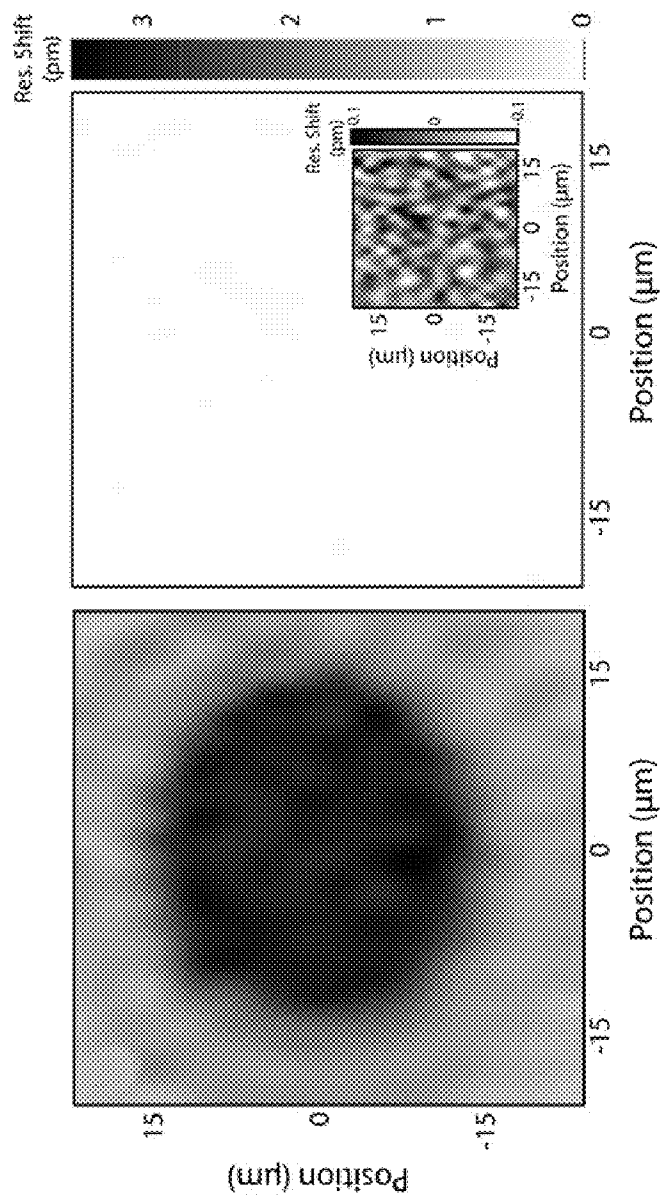 Position (µm)
15
0
-15
-15
0
15
Position (µm)
-15
0
15
Position (µm)
Position (µm)
15
0
-15
-15
0
15
Position (µm)
Res. Shift
(pm)
0.1
0
-0.1
Res. Shift
(pm)
3
2
1
0